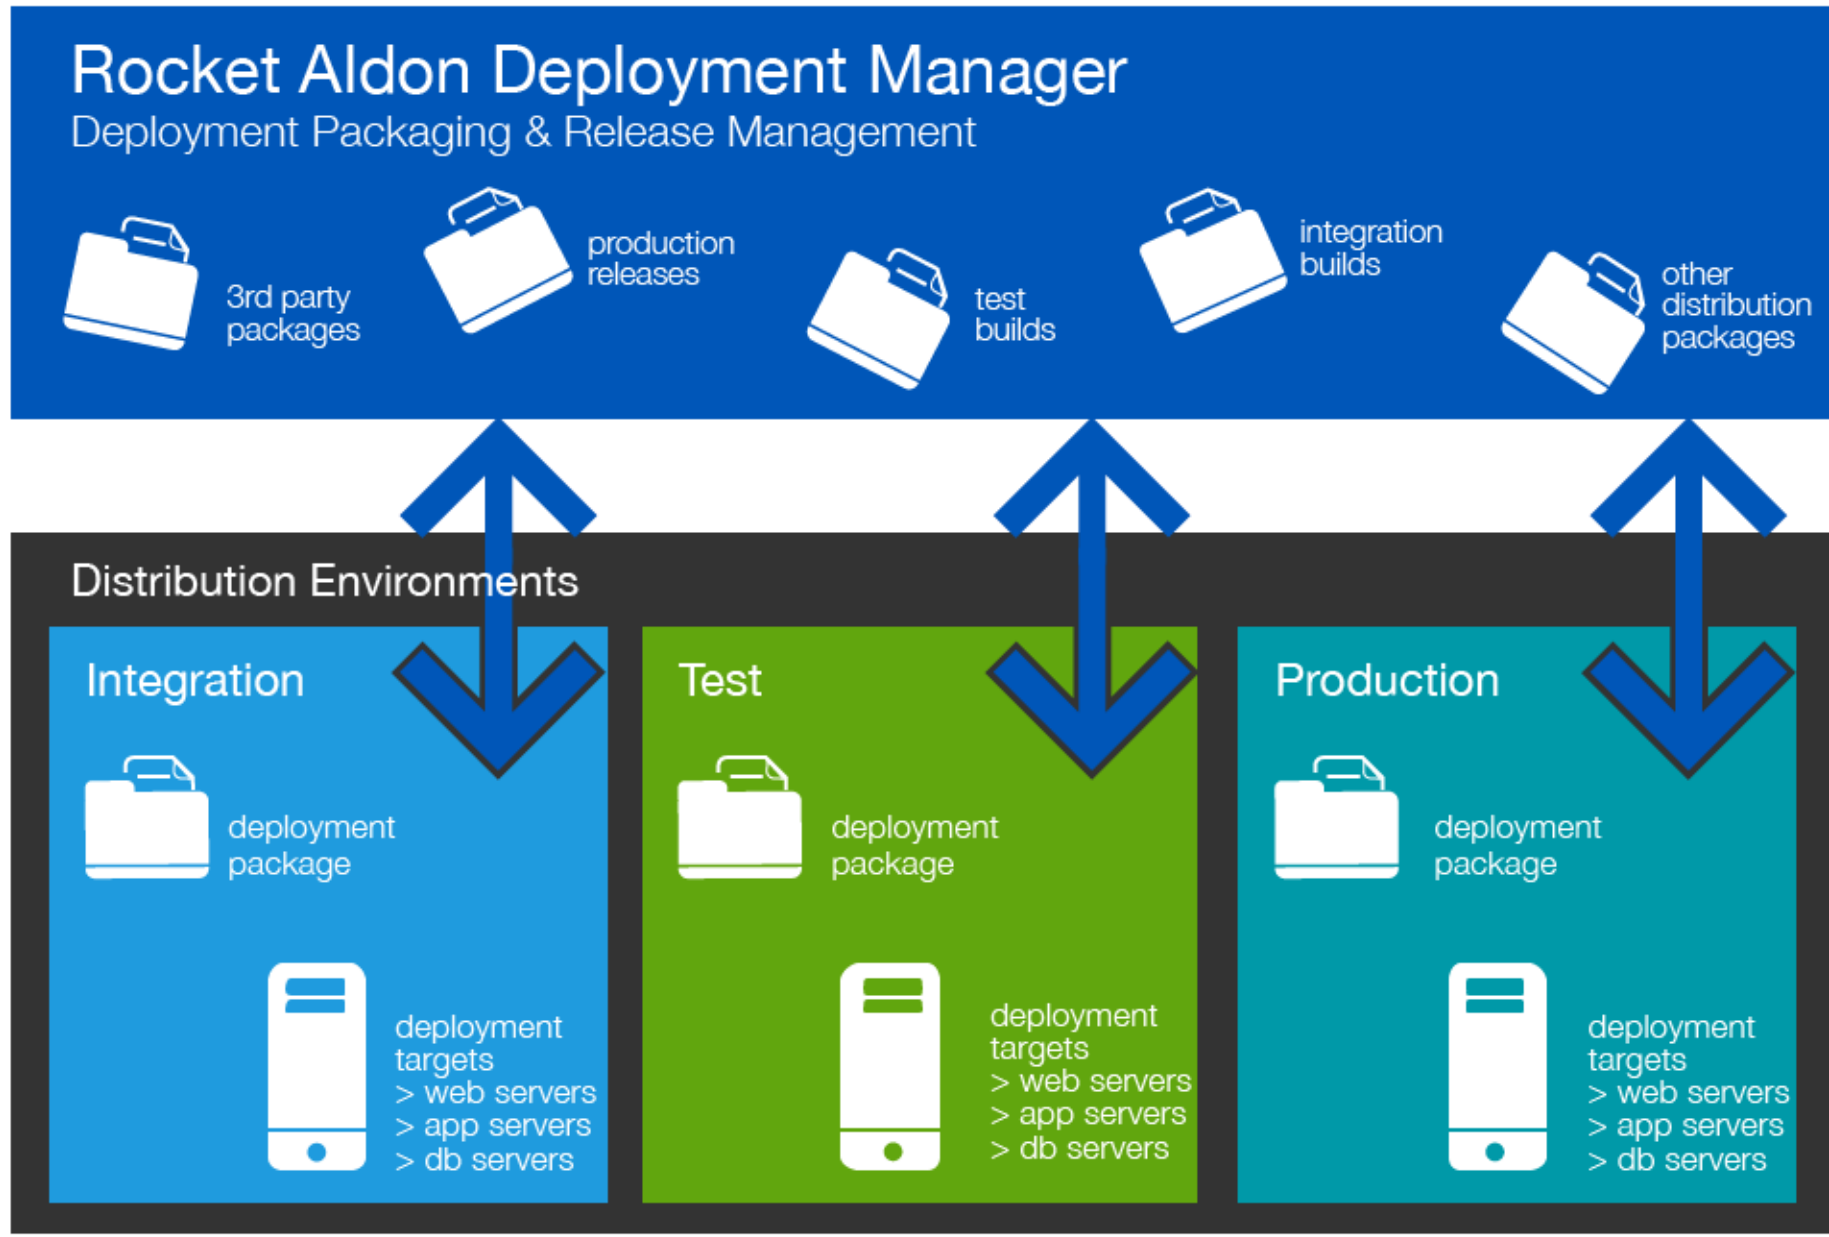 Rocket Aldon Deployment Manager
Deployment Packaging & Release Management
3rd party
packages
production
releases
test
builds
integration
builds
other
distribution
packages
Distribution Environments
Integration
deployment
package
deployment
targets
> web servers
> app servers
> db servers
Test
deployment
package
deployment
targets
> web servers
> app servers
> db servers
Production
deployment
package
deployment
targets
> web servers
> app servers
> db servers